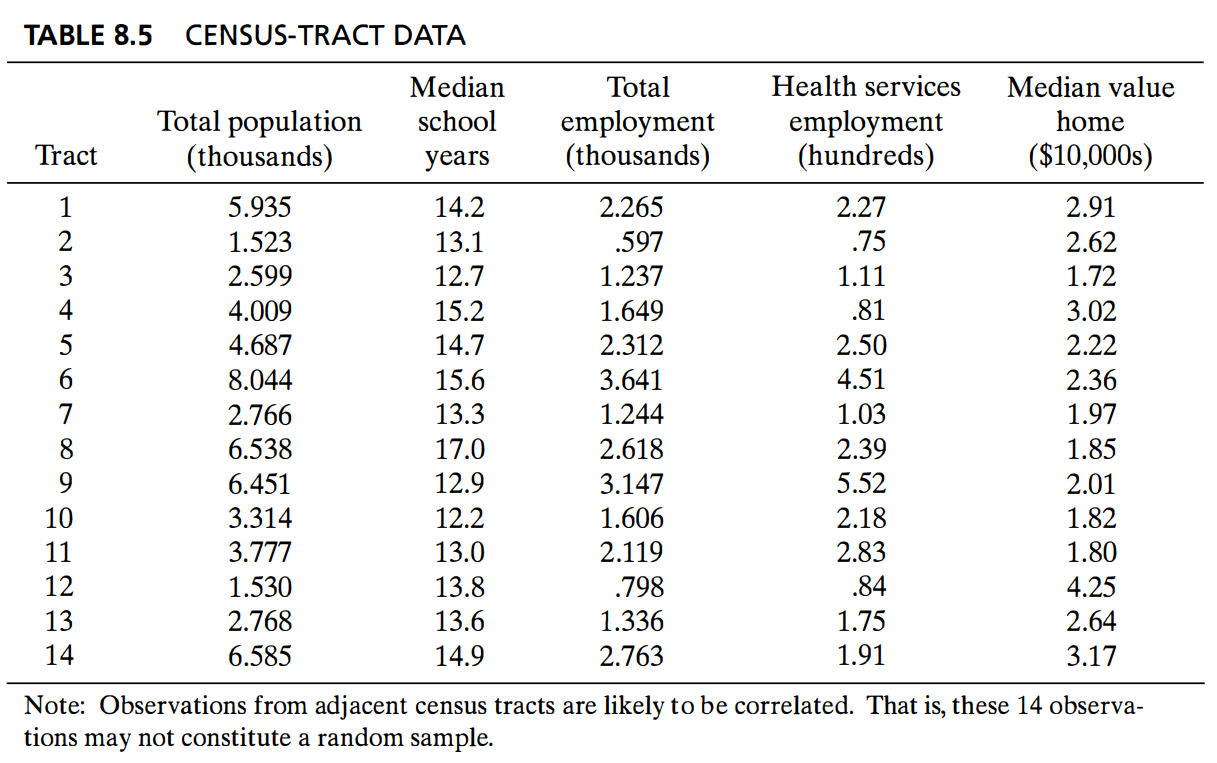 TABLE 8.5 CENSUS-TRACT DATA
Median Total Health services Median value
Total population school employment employment home
Tract (thousands) years (thousands) (hundreds) ($10,000s)
1 5.935 14.2 2.265 2.27 2.91
2 1.523 13.1 .597 .75 2.62
3 2.599 12.7 1.237 1.11 1.72
4 4.009 15.2 1.649 .81 3.02
5 4.687 14.7 2.312 2.50 2.22
6 8.044 15.6 3.641 4.51 2.36
7 2.766 13.3 1.244 1.03 1.97
8 6.538 17.0 2.618 2.39 1.85
9 6.451 12.9 3.147 5.52 2.01
10 3.314 12.2 1.606 2.18 1.82
11 3.777 13.0 2.119 2.83 1.80
12 1.530 13.8 .798 .84 4.25
13 2.768 13.6 1.336 1.75 2.64
14 6.585 14.9 2.763 1.91 3.17
Note: Observations from adjacent census tracts are likely to be correlated. That is, these 14 observa-
tions may not constitute a random sample.